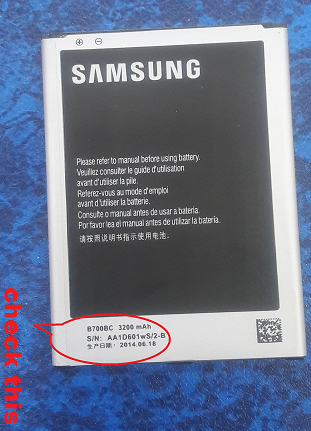 SAMSUNG
Please refer to manual before using battery.
Veuillez consulter le guide d'utilisation
avant d'utiliser la pile.
Referez-vous au mode d'emploi
avant d'utiliser la batterie.
Consulte o manual antes de usar a bateria.
Por favor lea el manual antes de utilizar la batería.
请按照说明书指示使用电池。
B700BC 3200 mAh
S/N: AA1D601wS/2-B
生产日期: 2014.06.18
check this